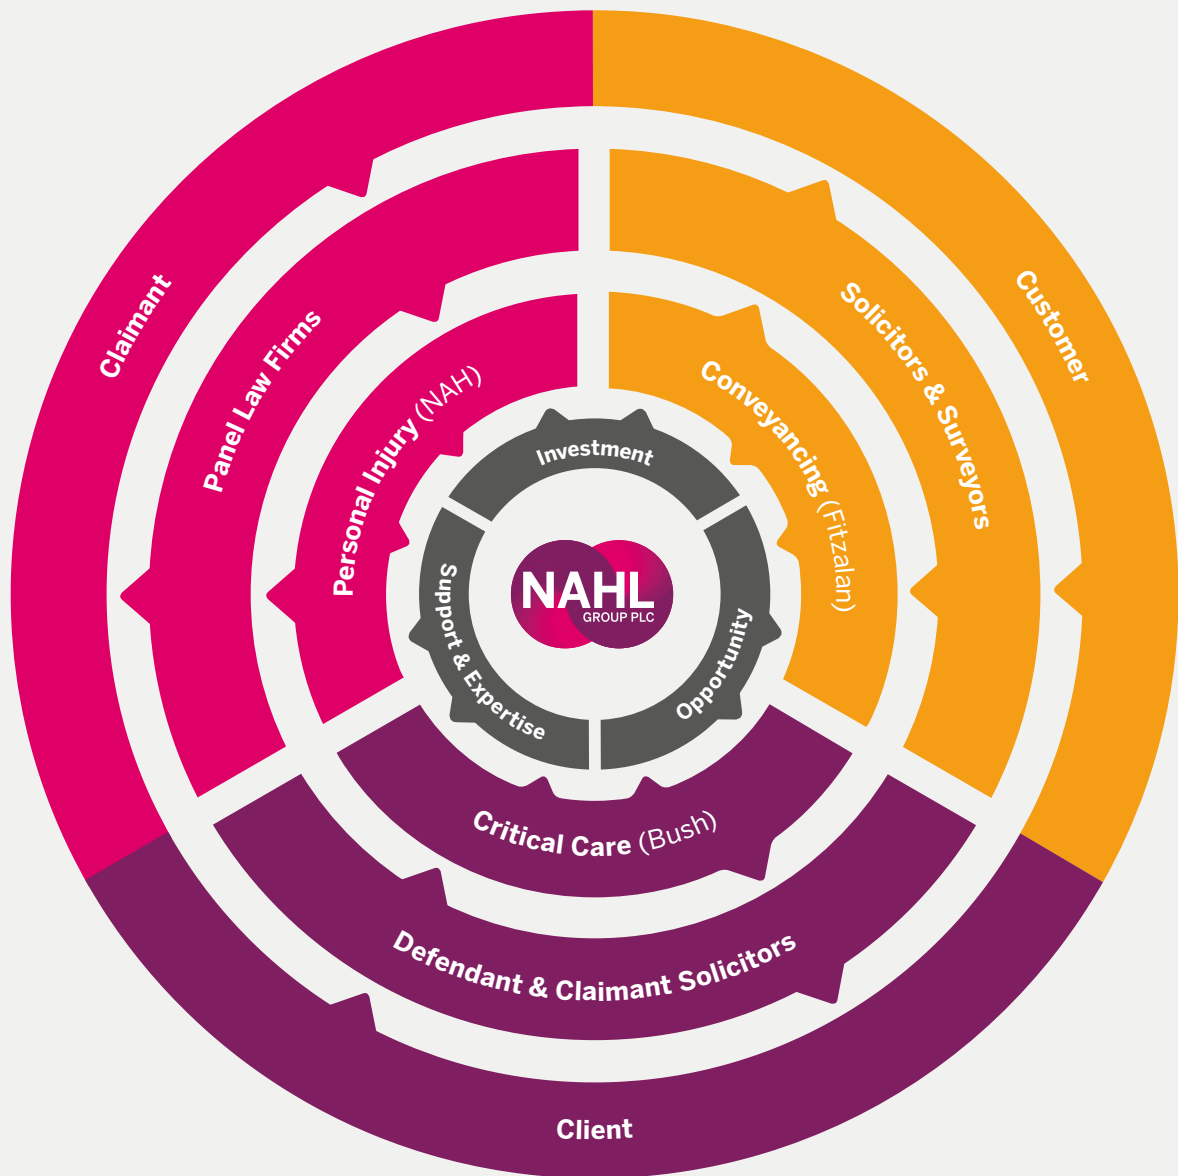 Claimant
Customer
Panel Law Firms
Solicitors & Surveyors
Personal Injury (NAH)
Conveyancing (Fitzalan)
Investment
Support & Expertise
Opportunity
NAHL
GROUP PLC
Critical Care (Bush)
Defendant & Claimant Solicitors
Client